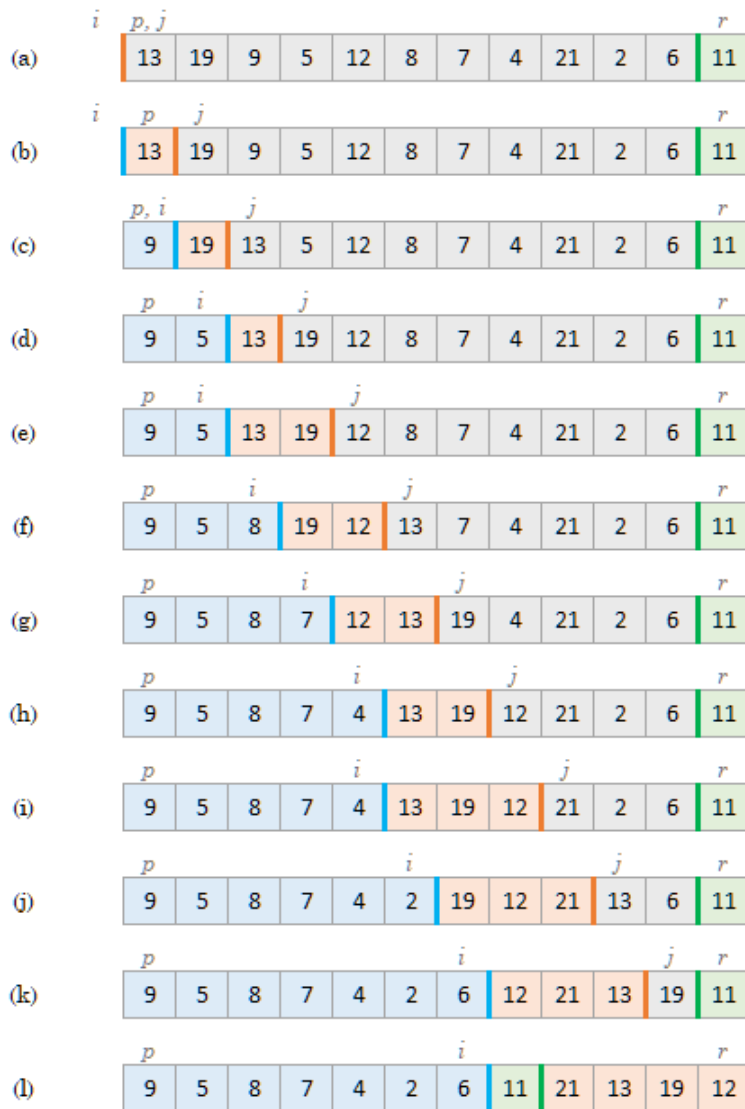 i p, j r
(a) 13 19 9 5 12 8 7 4 21 2 6 11
i p j r
(b) 13 19 9 5 12 8 7 4 21 2 6 11
p, i j r
(c) 9 19 13 5 12 8 7 4 21 2 6 11
p i j r
(d) 9 5 13 19 12 8 7 4 21 2 6 11
p i j r
(e) 9 5 13 19 12 8 7 4 21 2 6 11
p i j r
(f) 9 5 8 19 12 13 7 4 21 2 6 11
p i j r
(g) 9 5 8 7 12 13 19 4 21 2 6 11
p i j r
(h) 9 5 8 7 4 13 19 12 21 2 6 11
p i j r
(i) 9 5 8 7 4 13 19 12 21 2 6 11
p i j r
(j) 9 5 8 7 4 2 19 12 21 13 6 11
p i j r
(k) 9 5 8 7 4 2 6 12 21 13 19 11
p i r
(l) 9 5 8 7 4 2 6 11 21 13 19 12